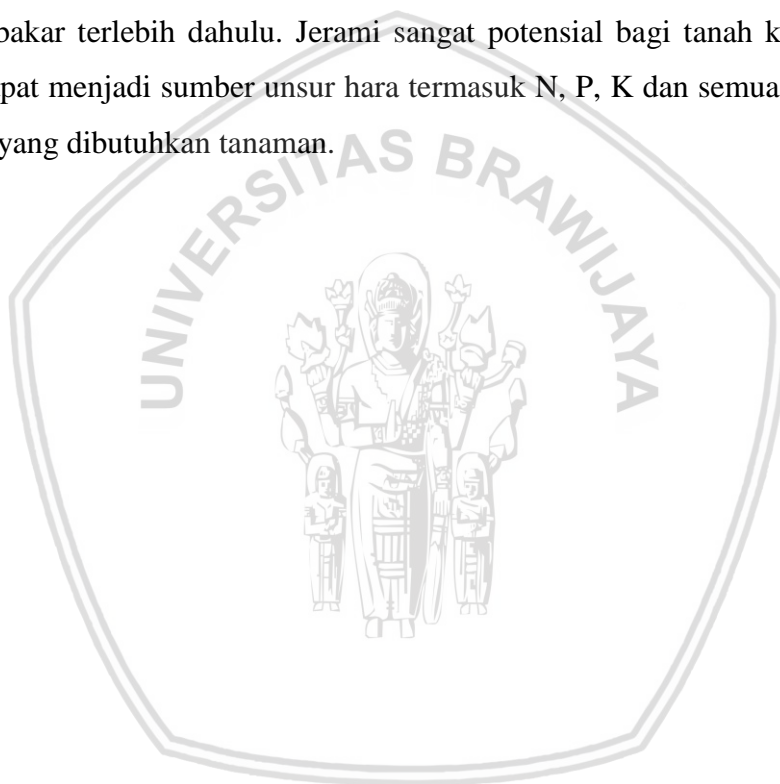 bakar terlebih dahulu. Jerami sangat potensial bagi tanah k
pat menjadi sumber unsur hara termasuk N, P, K dan semua
yang dibutuhkan tanaman.
UNIVERSITAS BRAWIJAYA